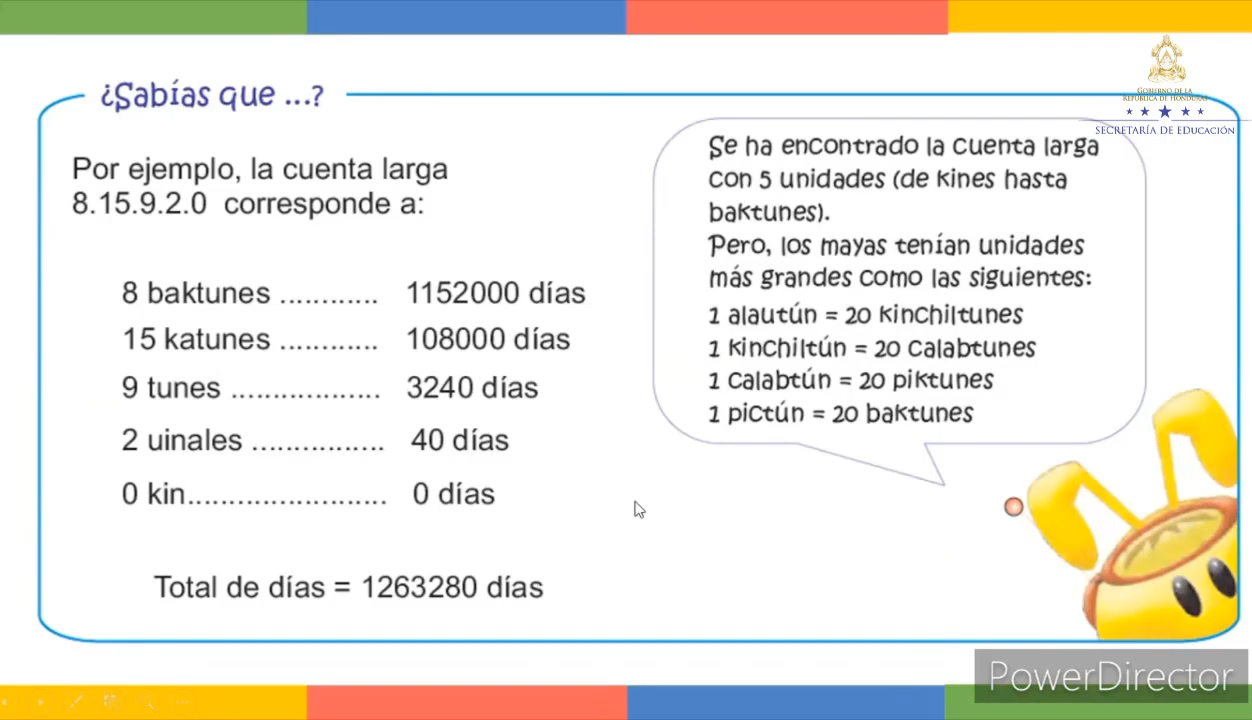 ¿Sabías que ...?
Por ejemplo, la cuenta larga
8.15.9.2.0 corresponde a:
8 baktunes ............ 1152000 días
15 katunes ............ 108000 días
9 tunes .................. 3240 días
2 uinales ................ 40 días
0 kin........................ 0 días
Total de días = 1263280 días
GOBIERNO DE LA
REPÚBLICA DE HONDURAS
SECRETARÍA DE EDUCACIÓN
Se ha encontrado la cuenta larga
con 5 unidades (de kines hasta
baktunes).
Pero, los mayas tenían unidades
más grandes como las siguientes:
1 alautún = 20 kinchiltunes
1 kinchiltún = 20 calabtunes
1 calabtún = 20 piktunes
1 pictún = 20 baktunes
PowerDirector